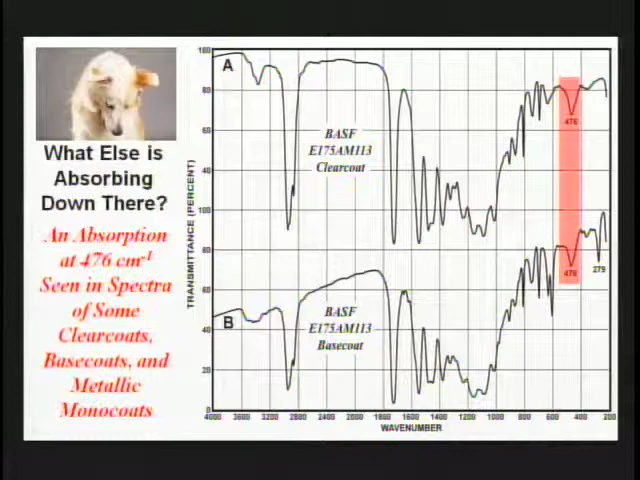 What Else is
Absorbing
Down There?
An Absorption
at 476 cm-1
Seen in Spectra
of Some
Clearcoats,
Basecoats, and
Metallic
Monocoats
TRANSMITTANCE (PERCENT)
100
80
60
40
100
80
60
40
20
0
A
BASF
E175AM113
Clearcoat
476
B
BASF
E175AM113
Basecoat
476
279
4000 3600 3200 2800 2400 2000 1800 1600 1400 1200 1000 800 600 400 200
WAVENUMBER